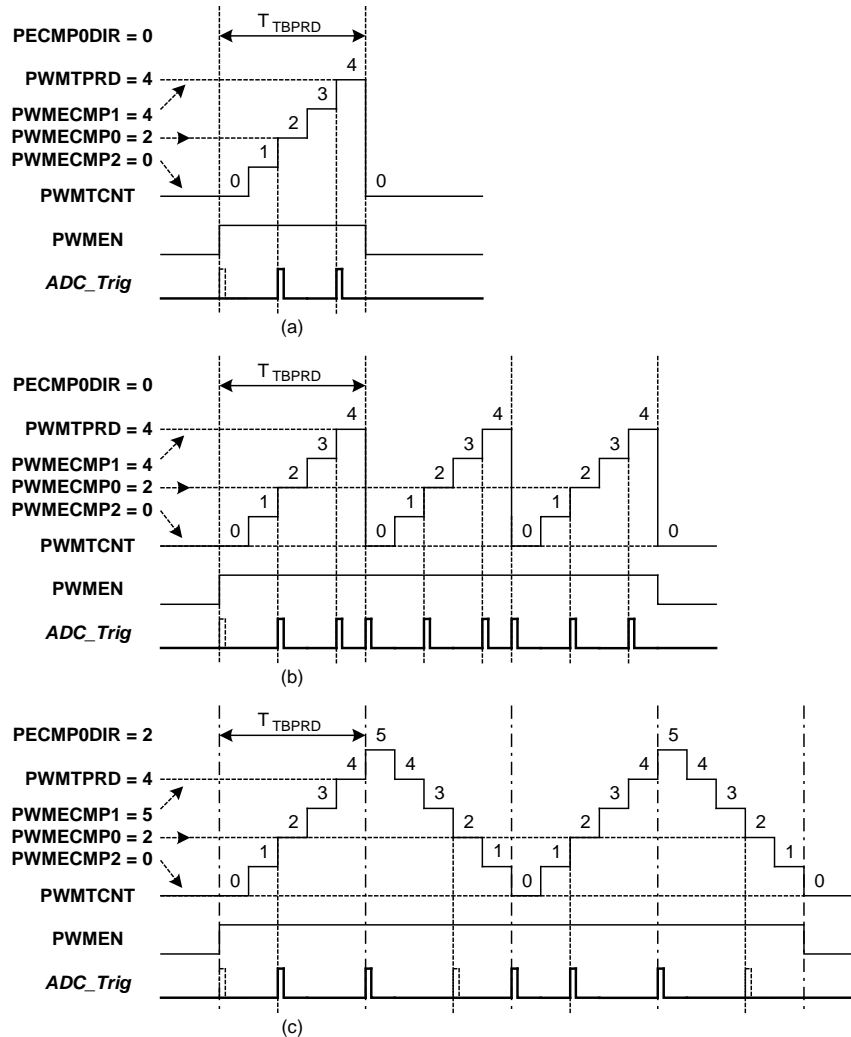 PECMP0DIR = 0
T TBPRD
PWMTPRD = 4
4
PWMECMP1 = 4
3
PWMECMP0 = 2
2
PWMECMP2 = 0
1
0
0
PWMTCNT
PWMEN
ADC_Trig
(a)
PECMP0DIR = 0
T TBPRD
4 4 4
PWMTPRD = 4
3 3 3
PWMECMP1 = 4
PWMECMP0 = 2
2 2 2
PWMECMP2 = 0
1 1 1
0 0 0 0
PWMTCNT
PWMEN
ADC_Trig
(b)
PECMP0DIR = 2
T TBPRD
5 5
PWMTPRD = 4
4 4 4 4
PWMECMP1 = 5
3 3 3 3
PWMECMP0 = 2
2 2 2 2
PWMECMP2 = 0
1 1 1 1
0 0 0
PWMTCNT
PWMEN
ADC_Trig
(c)